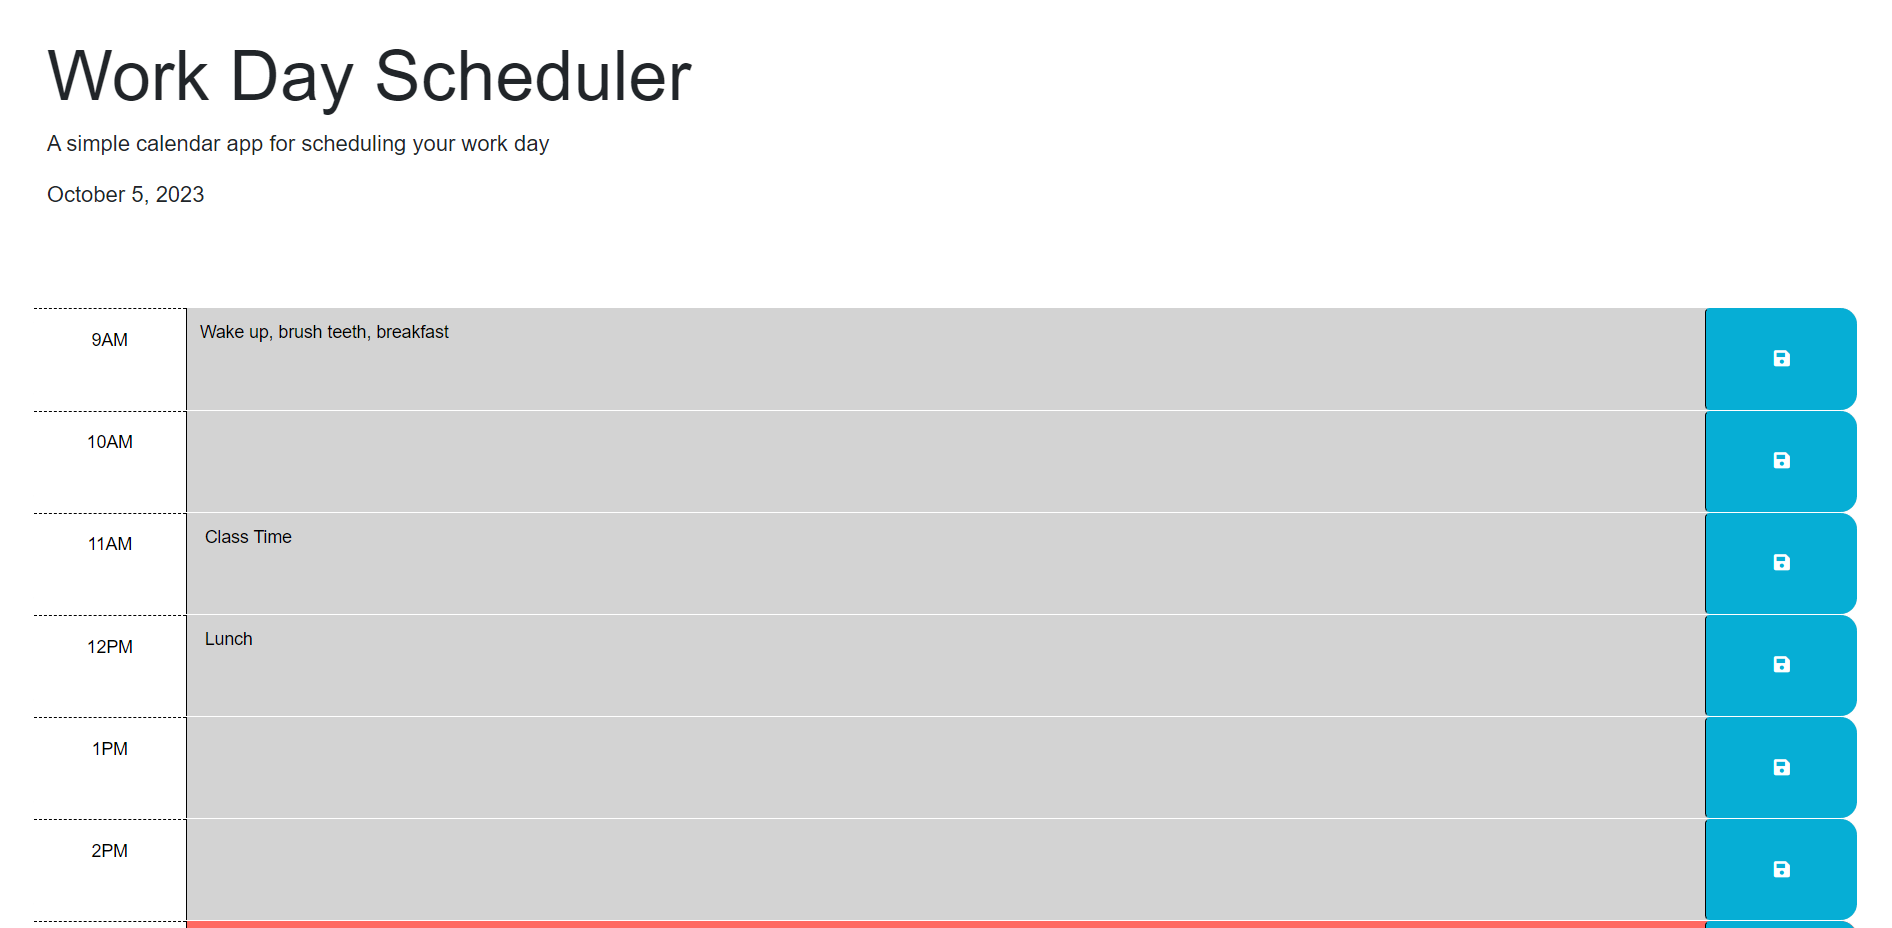 Work Day Scheduler
A simple calendar app for scheduling your work day
October 5, 2023
9AM
Wake up, brush teeth, breakfast
10AM
11AM
Class Time
12PM
Lunch
1PM
2PM